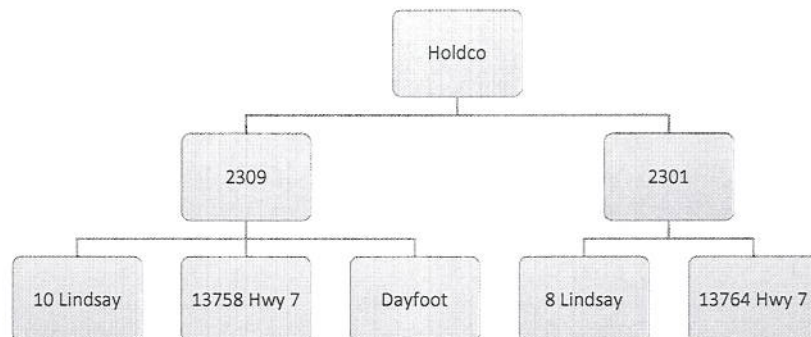 Holdco
2309
2301
10 Lindsay
13758 Hwy 7
Dayfoot
8 Lindsay
13764 Hwy 7